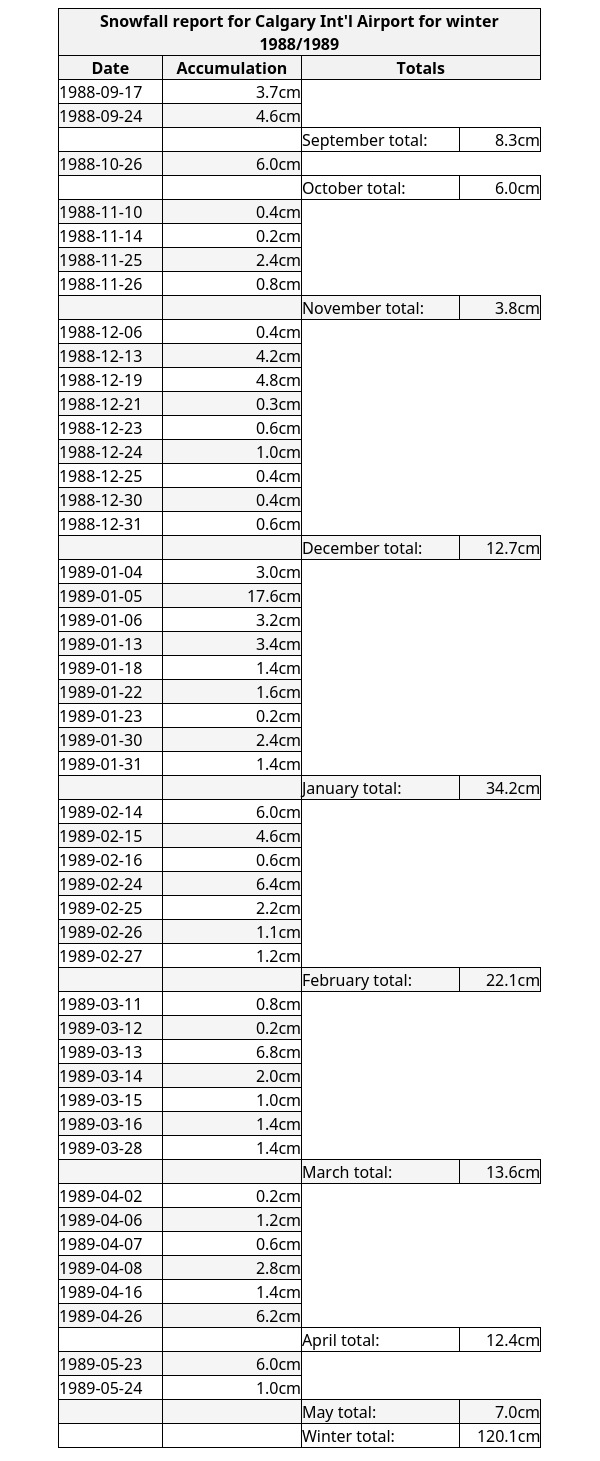 Snowfall report for Calgary Int'l Airport for winter
1988/1989
Date Accumulation Totals
1988-09-17 3.7cm
1988-09-24 4.6cm
September total: 8.3cm
1988-10-26 6.0cm
October total: 6.0cm
1988-11-10 0.4cm
1988-11-14 0.2cm
1988-11-25 2.4cm
1988-11-26 0.8cm
November total: 3.8cm
1988-12-06 0.4cm
1988-12-13 4.2cm
1988-12-19 4.8cm
1988-12-21 0.3cm
1988-12-23 0.6cm
1988-12-24 1.0cm
1988-12-25 0.4cm
1988-12-30 0.4cm
1988-12-31 0.6cm
December total: 12.7cm
1989-01-04 3.0cm
1989-01-05 17.6cm
1989-01-06 3.2cm
1989-01-13 3.4cm
1989-01-18 1.4cm
1989-01-22 1.6cm
1989-01-23 0.2cm
1989-01-30 2.4cm
1989-01-31 1.4cm
January total: 34.2cm
1989-02-14 6.0cm
1989-02-15 4.6cm
1989-02-16 0.6cm
1989-02-24 6.4cm
1989-02-25 2.2cm
1989-02-26 1.1cm
1989-02-27 1.2cm
February total: 22.1cm
1989-03-11 0.8cm
1989-03-12 0.2cm
1989-03-13 6.8cm
1989-03-14 2.0cm
1989-03-15 1.0cm
1989-03-16 1.4cm
1989-03-28 1.4cm
March total: 13.6cm
1989-04-02 0.2cm
1989-04-06 1.2cm
1989-04-07 0.6cm
1989-04-08 2.8cm
1989-04-16 1.4cm
1989-04-26 6.2cm
April total: 12.4cm
1989-05-23 6.0cm
1989-05-24 1.0cm
May total: 7.0cm
Winter total: 120.1cm